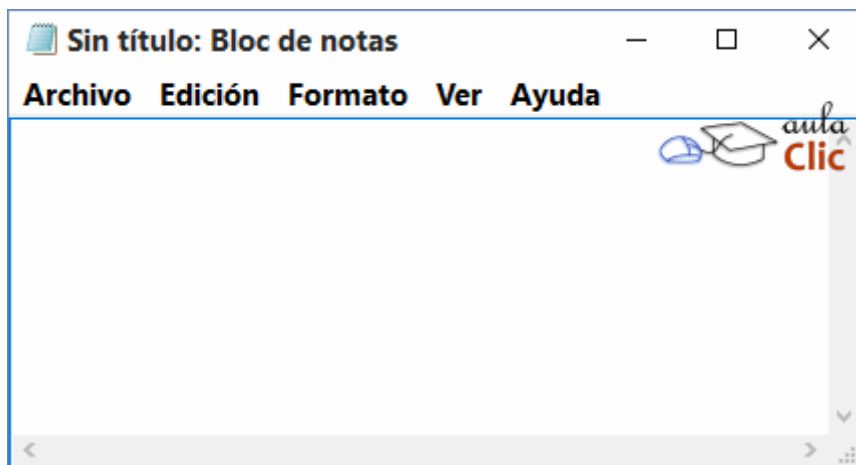 Sin título: Bloc de notas
Archivo Edición Formato Ver Ayuda
aula
Clic